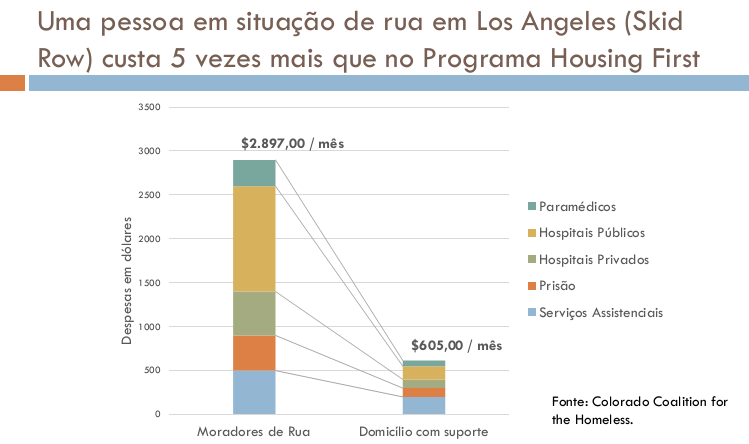 Uma pessoa em situação de rua em Los Angeles (Skid
Row) custa 5 vezes mais que no Programa Housing First
3500
$2.897,00 / mês
3000
2500
2000
1500
1000
500
0
Despesas em dólares
$605,00 / mês
Moradores de Rua
Domicílio com suporte
Paramédicos
Hospitais Públicos
Hospitais Privados
Prisão
Serviços Assistenciais
Fonte: Colorado Coalition for
the Homeless.